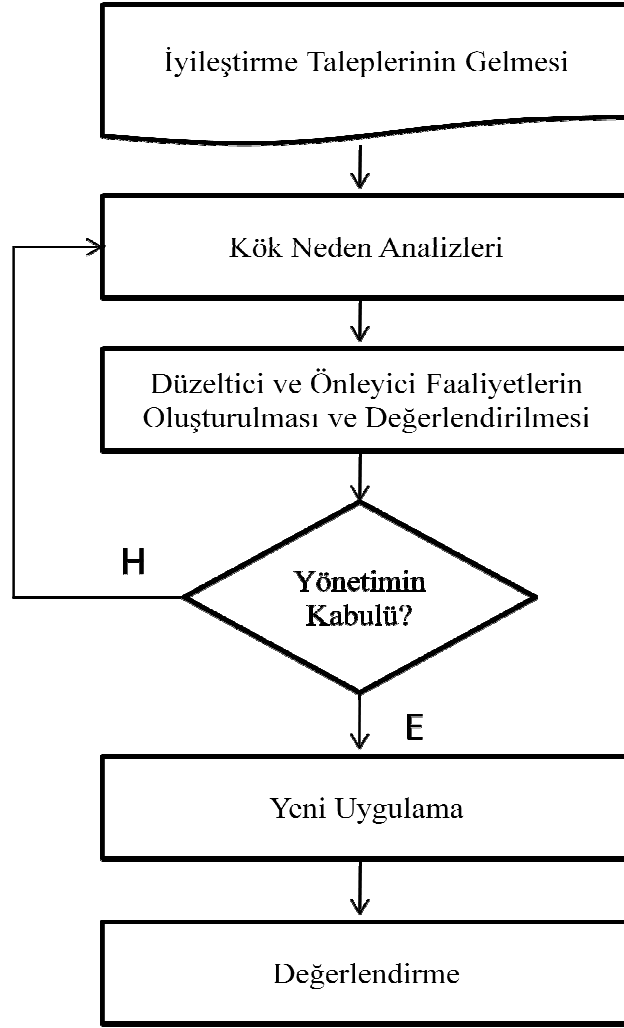 İyileştirme Taleplerinin Gelmesi
Kök Neden Analizleri
Düzeltici ve Önleyici Faaliyetlerin
Oluşturulması ve Değerlendirilmesi
H
Yönetimin
Kabulü?
E
Yeni Uygulama
Değerlendirme